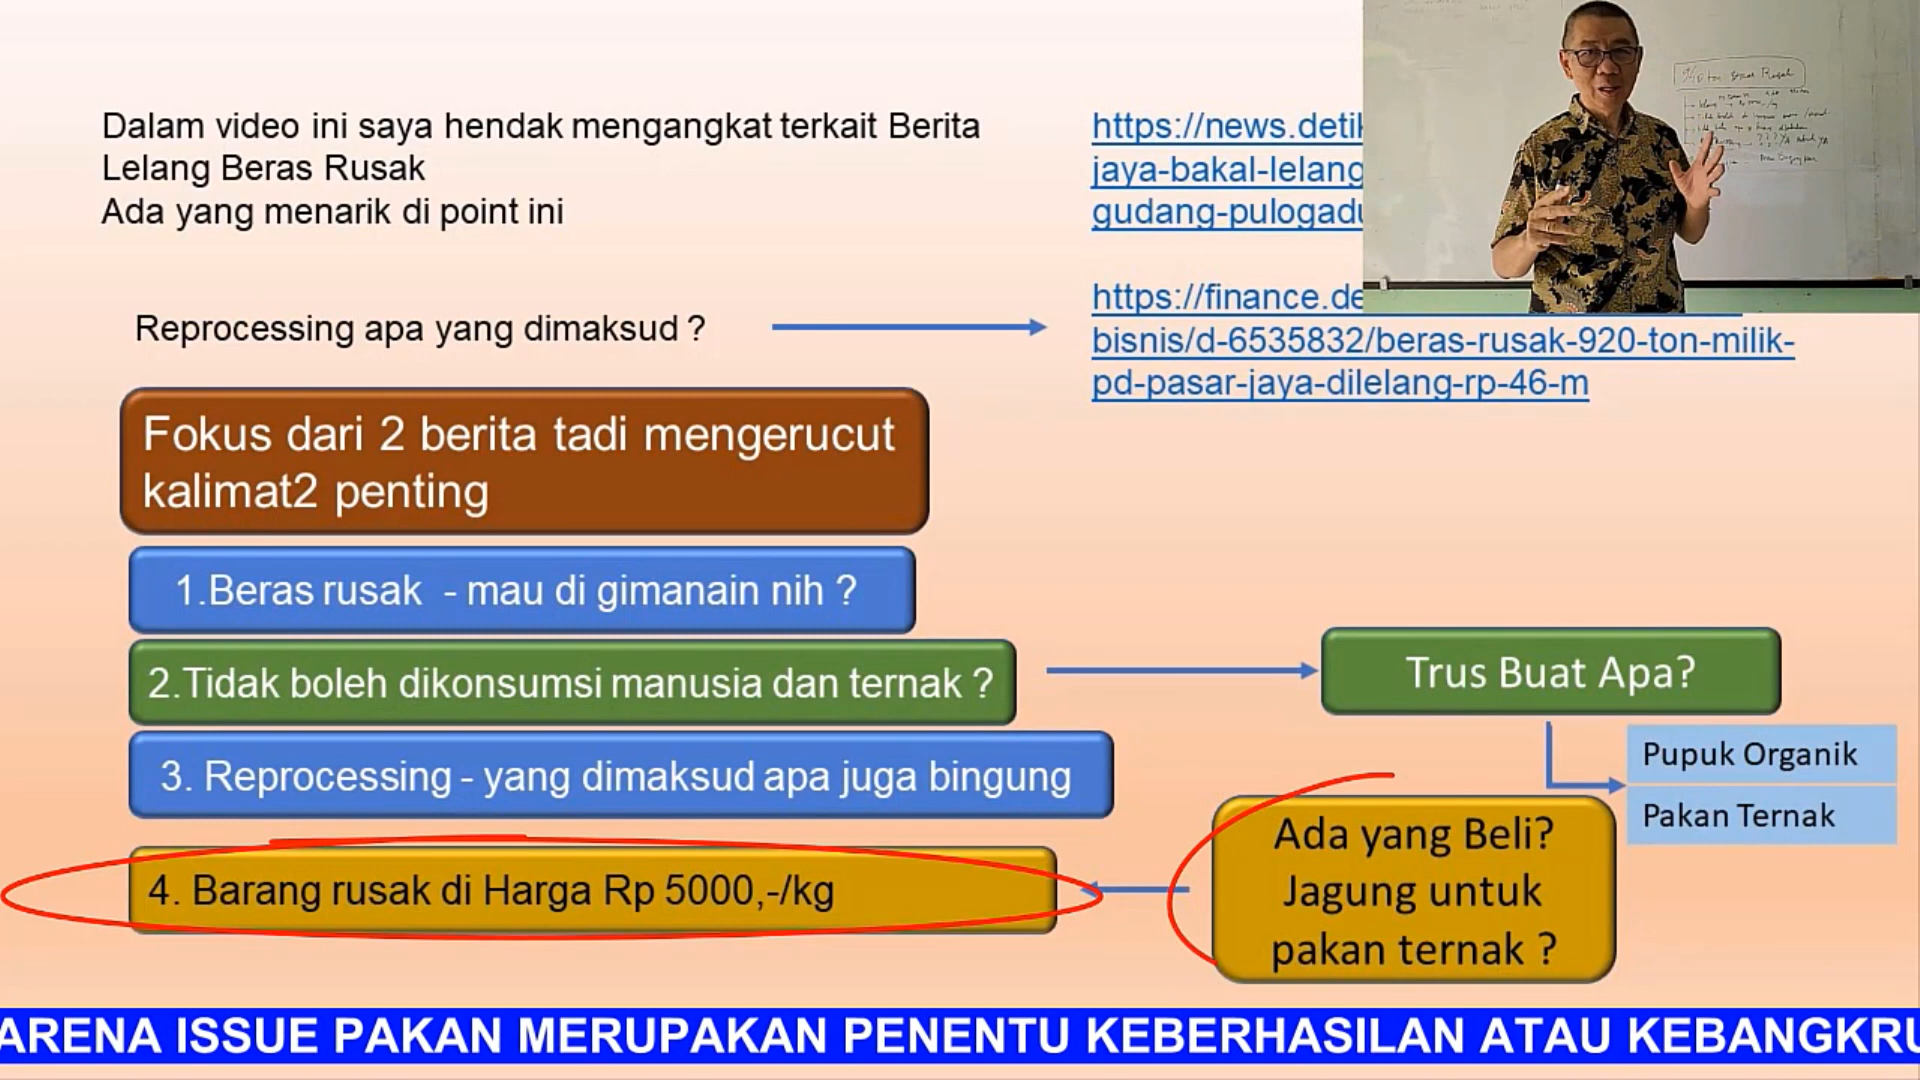 Dalam video ini saya hendak mengangkat terkait Berita
Lelang Beras Rusak
Ada yang menarik di point ini
https://news.detik
jaya-bakal-lelang
gudang-pulogadu
Reprocessing apa yang dimaksud ?
https://finance.de
bisnis/d-6535832/beras-rusak-920-ton-milik-
pd-pasar-jaya-dilelang-rp-46-m
Fokus dari 2 berita tadi mengerucut
kalimat2 penting
1.Beras rusak - mau di gimanain nih ?
2.Tidak boleh dikonsumsi manusia dan ternak ?
Trus Buat Apa?
Pupuk Organik
Pakan Ternak
3. Reprocessing - yang dimaksud apa juga bingung
4. Barang rusak di Harga Rp 5000,-/kg
Ada yang Beli?
Jagung untuk
pakan ternak ?
ARENA ISSUE PAKAN MERUPAKAN PENENTU KEBERHASILAN ATAU KEBANGKRU